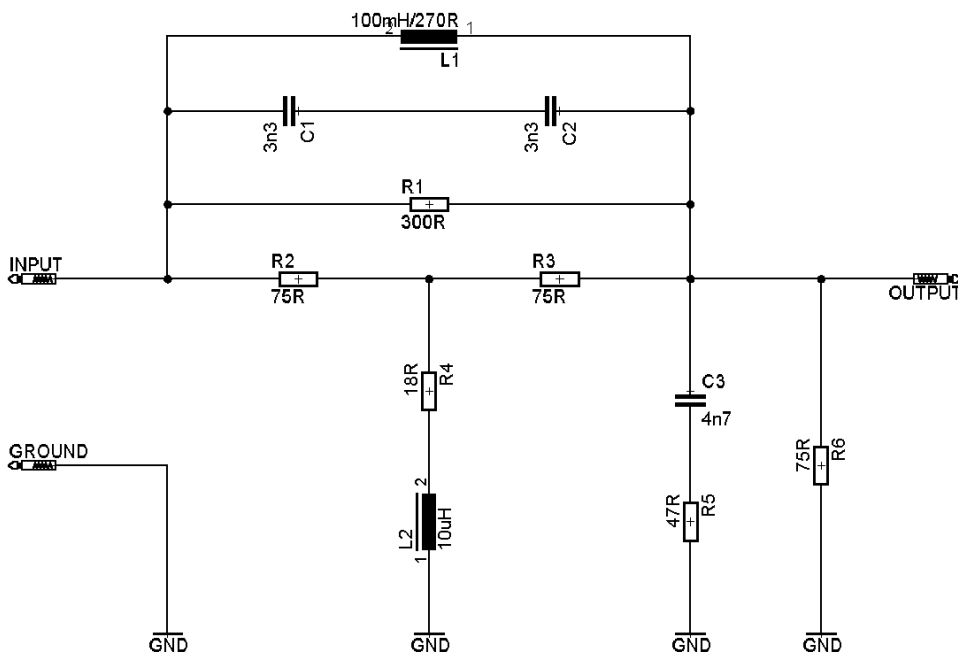 100mH/270R
2 1
L1
3n3 C1 3n3 C2
R1
300R
INPUT R2 R3
75R 75R OUTPUT
18R R4 C3
4n7
GROUND 75R R6
2
L2 10uH 47R R5
1
GND GND GND GND